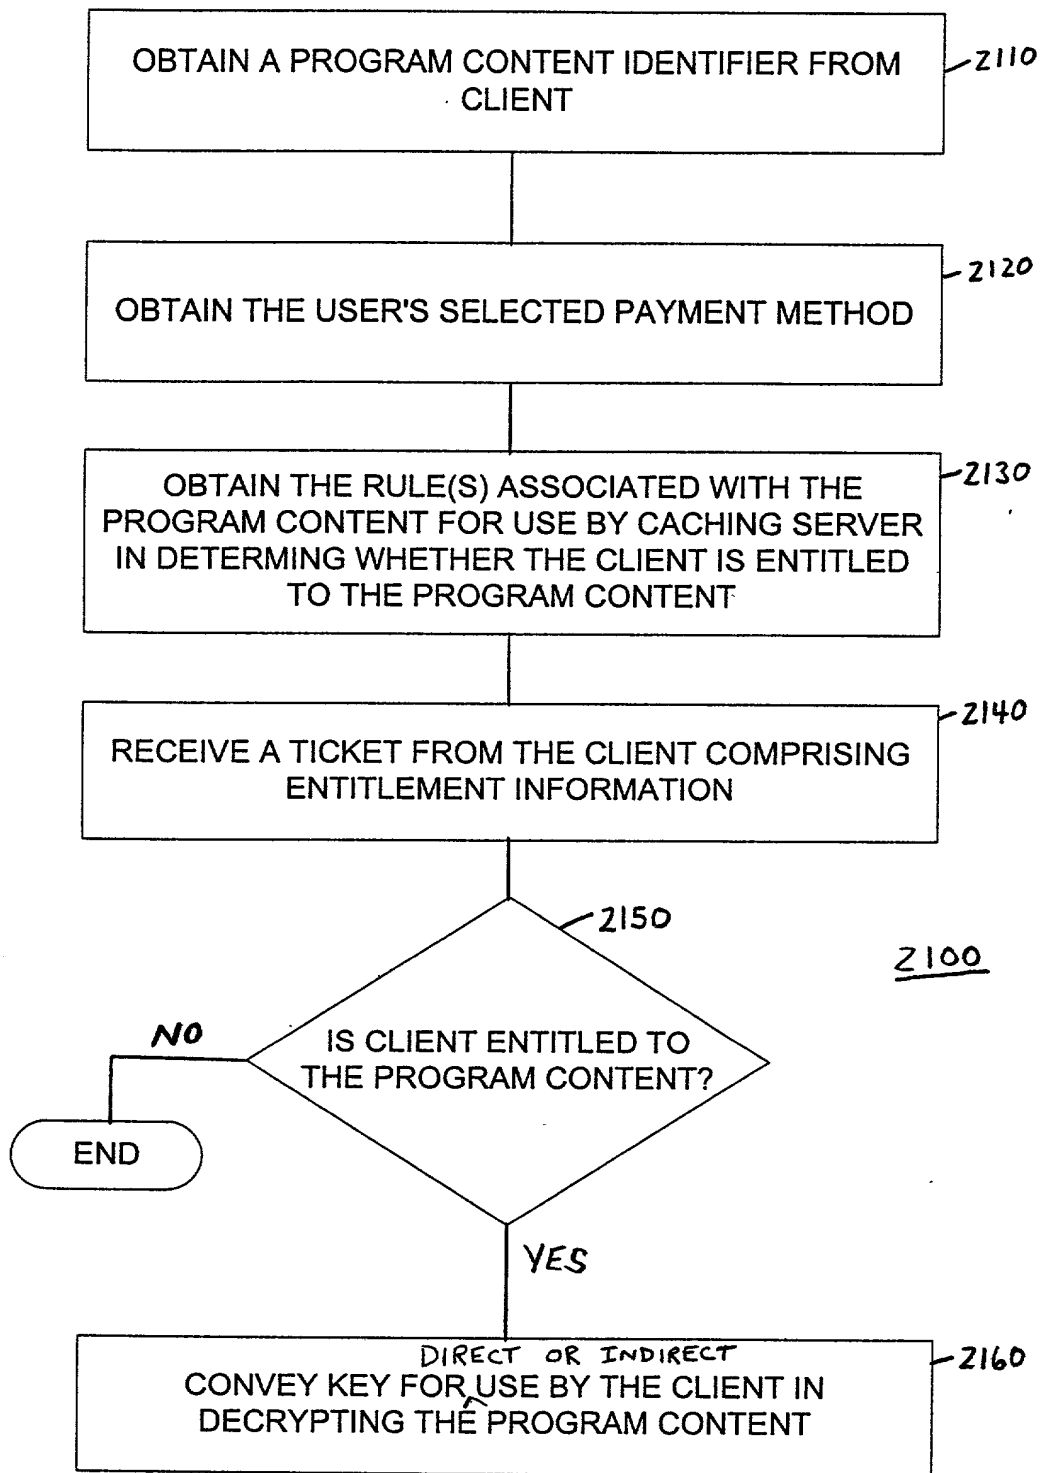 OBTAIN A PROGRAM CONTENT IDENTIFIER FROM
CLIENT
2110
OBTAIN THE USER'S SELECTED PAYMENT METHOD
2120
OBTAIN THE RULE(S) ASSOCIATED WITH THE
PROGRAM CONTENT FOR USE BY CACHING SERVER
IN DETERMING WHETHER THE CLIENT IS ENTITLED
TO THE PROGRAM CONTENT
2130
RECEIVE A TICKET FROM THE CLIENT COMPRISING
ENTITLEMENT INFORMATION
2140
2150
2100
IS CLIENT ENTITLED TO
THE PROGRAM CONTENT?
NO
END
YES
DIRECT OR INDIRECT
CONVEY KEY FOR USE BY THE CLIENT IN
DECRYPTING THE PROGRAM CONTENT
2160